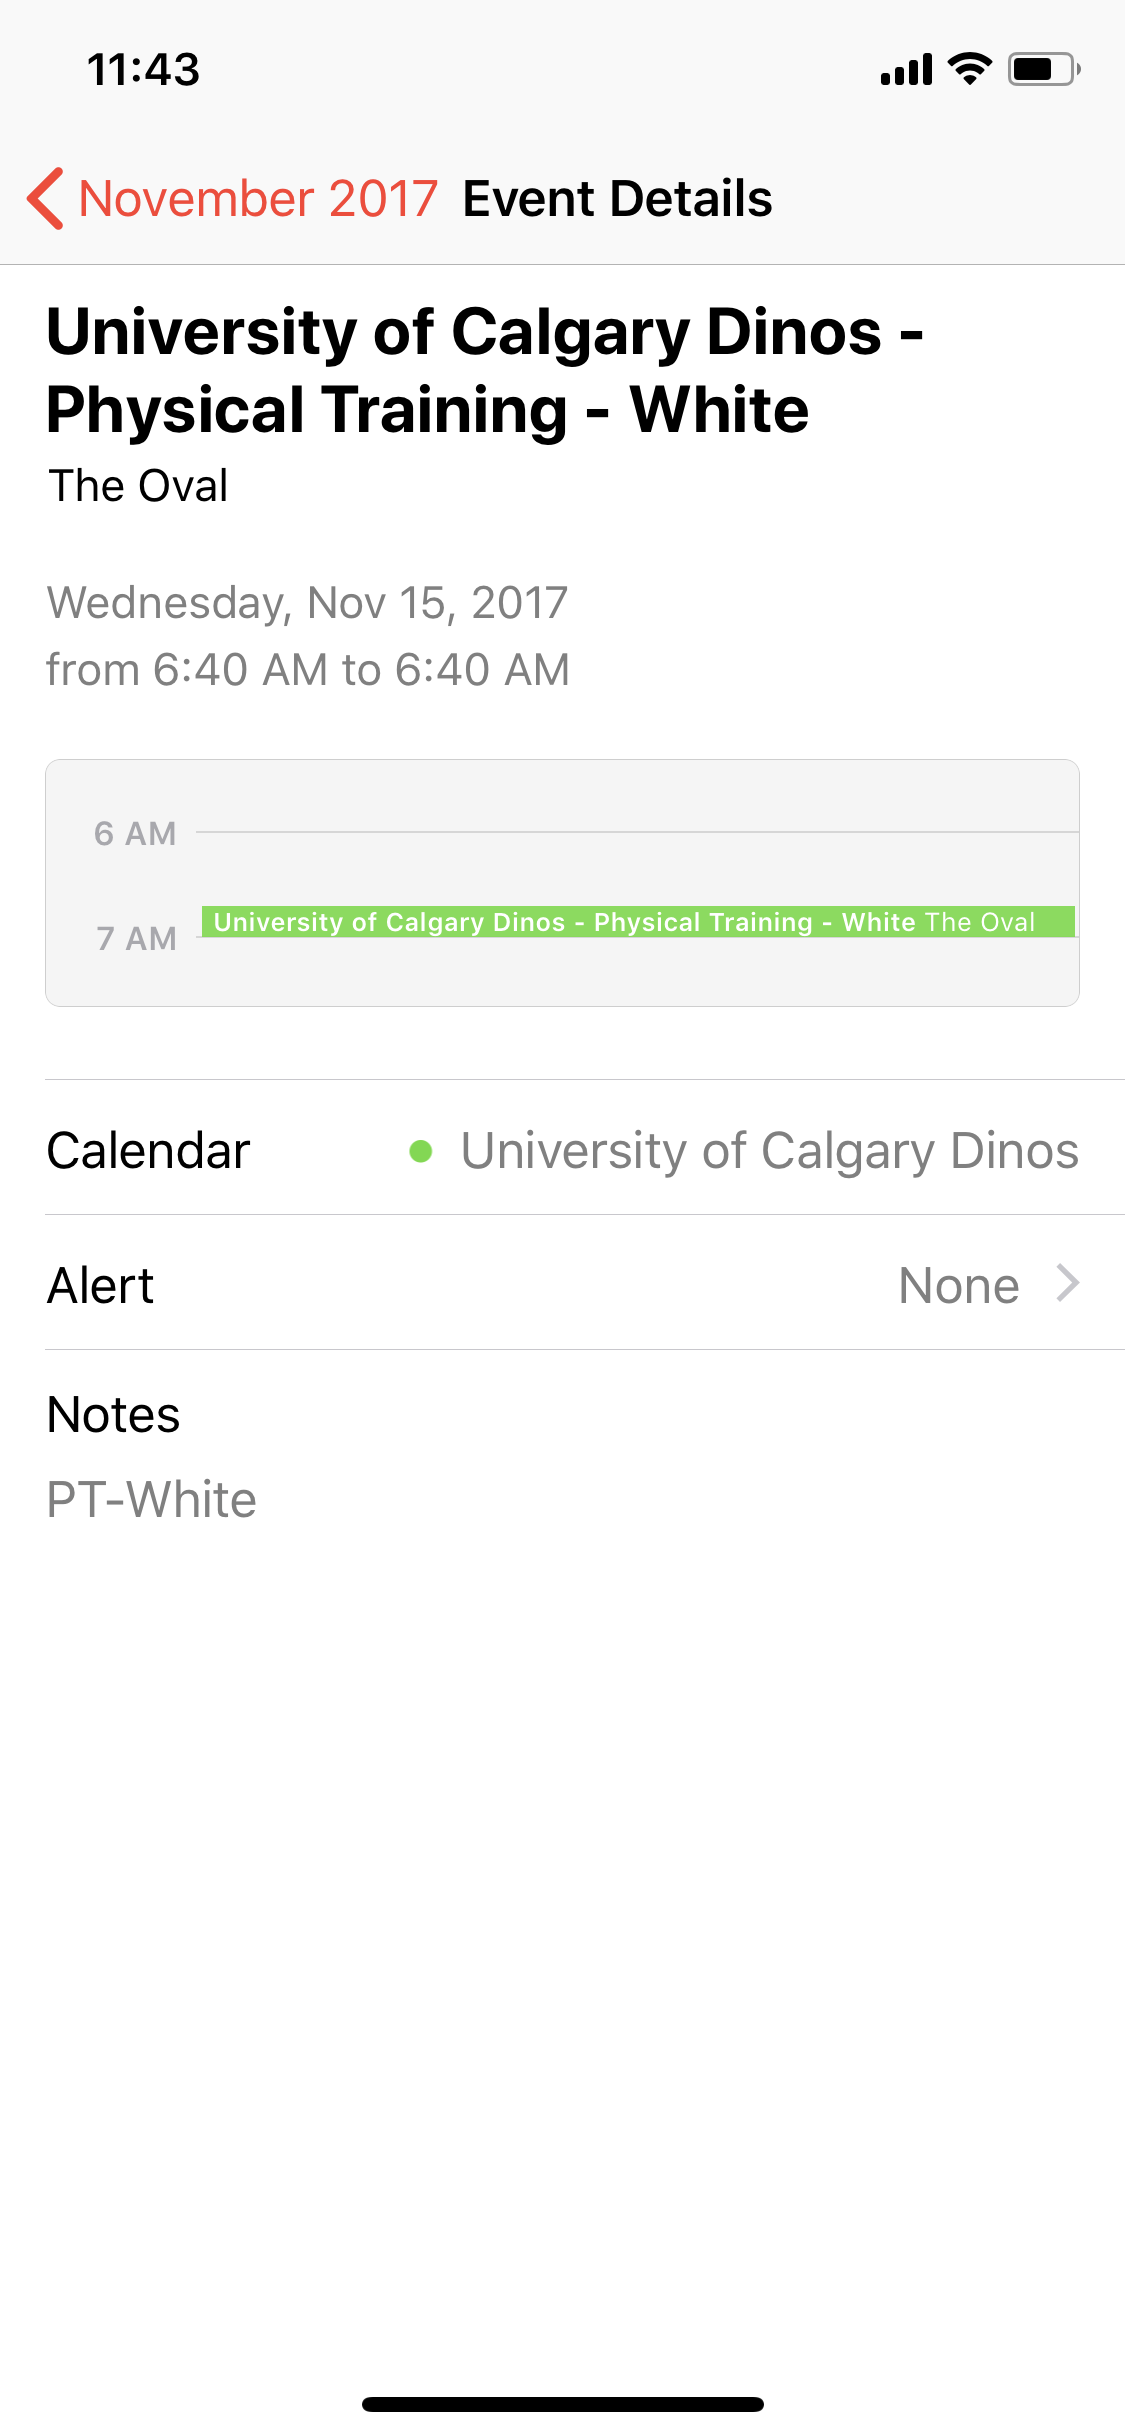 11:43
November 2017 Event Details
University of Calgary Dinos -
Physical Training - White
The Oval
Wednesday, Nov 15, 2017
from 6:40 AM to 6:40 AM
6 AM
University of Calgary Dinos - Physical Training - White The Oval
7 AM
Calendar University of Calgary Dinos
Alert None
Notes
PT-White